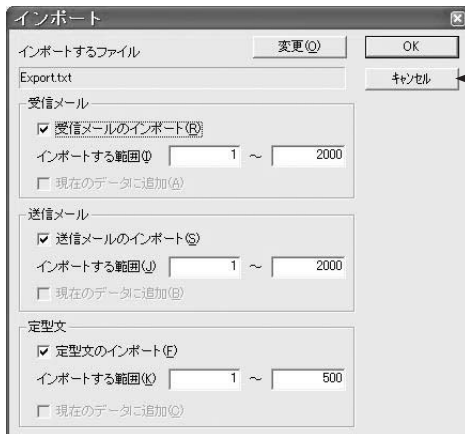 インポート
インポートするファイル
変更(O)
OK
Export.txt
キャンセル
受信メール
受信メールのインポート(R)
インポートする範囲(I) 1 ～ 2000
現在のデータに追加(A)
送信メール
送信メールのインポート(S)
インポートする範囲(J) 1 ～ 2000
現在のデータに追加(B)
定型文
定型文のインポート(F)
インポートする範囲(K) 1 ～ 500
現在のデータに追加(C)